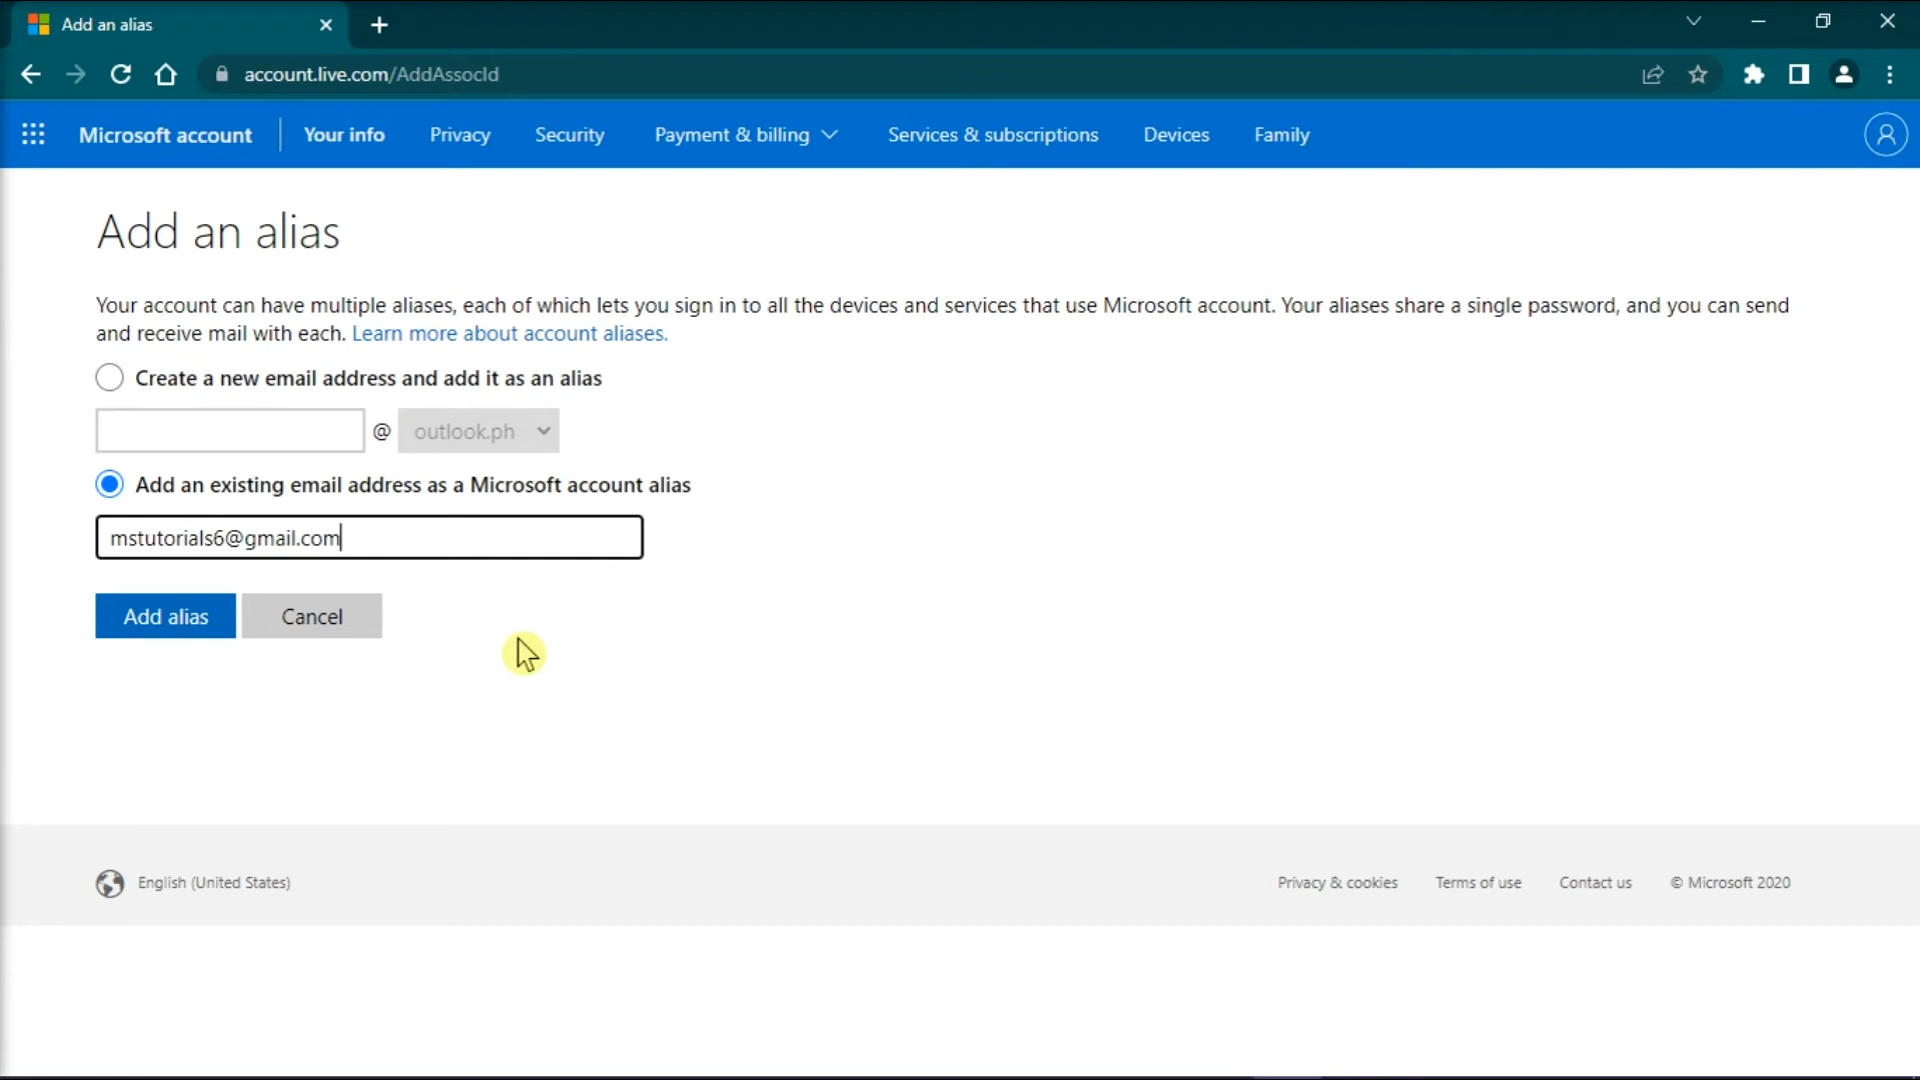 Add an alias
account.live.com/AddAssocId
Microsoft account Your info Privacy Security Payment & billing Services & subscriptions Devices Family
Add an alias
Your account can have multiple aliases, each of which lets you sign in to all the devices and services that use Microsoft account. Your aliases share a single password, and you can send
and receive mail with each. Learn more about account aliases.
Create a new email address and add it as an alias
@ outlook.ph
Add an existing email address as a Microsoft account alias
mstutorials6@gmail.com
Add alias Cancel
English (United States) Privacy & cookies Terms of use Contact us © Microsoft 2020